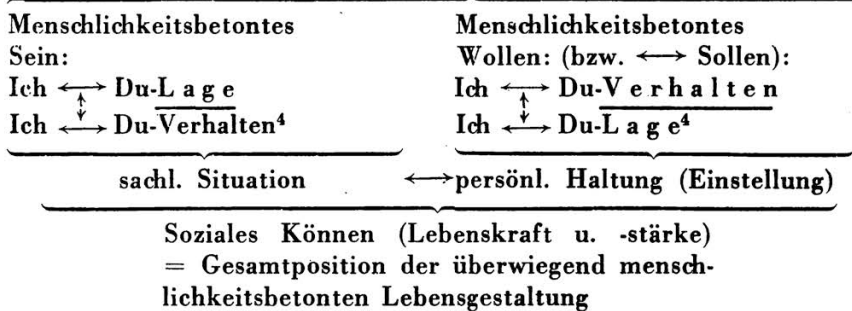 Menschlichkeitsbetontes Menschlichkeitsbetontes
Sein: Wollen: (bzw. ⟷ Sollen):
Ich ⟷ Du-Lage Ich ⟷ Du-Verhalten
Ich ⟷ Du-Verhalten⁴ Ich ⟷ Du-Lage⁴
sachl. Situation ⟷ persönl. Haltung (Einstellung)
Soziales Können (Lebenskraft u. -stärke)
= Gesamtposition der überwiegend mensch-
lichkeitsbetonten Lebensgestaltung